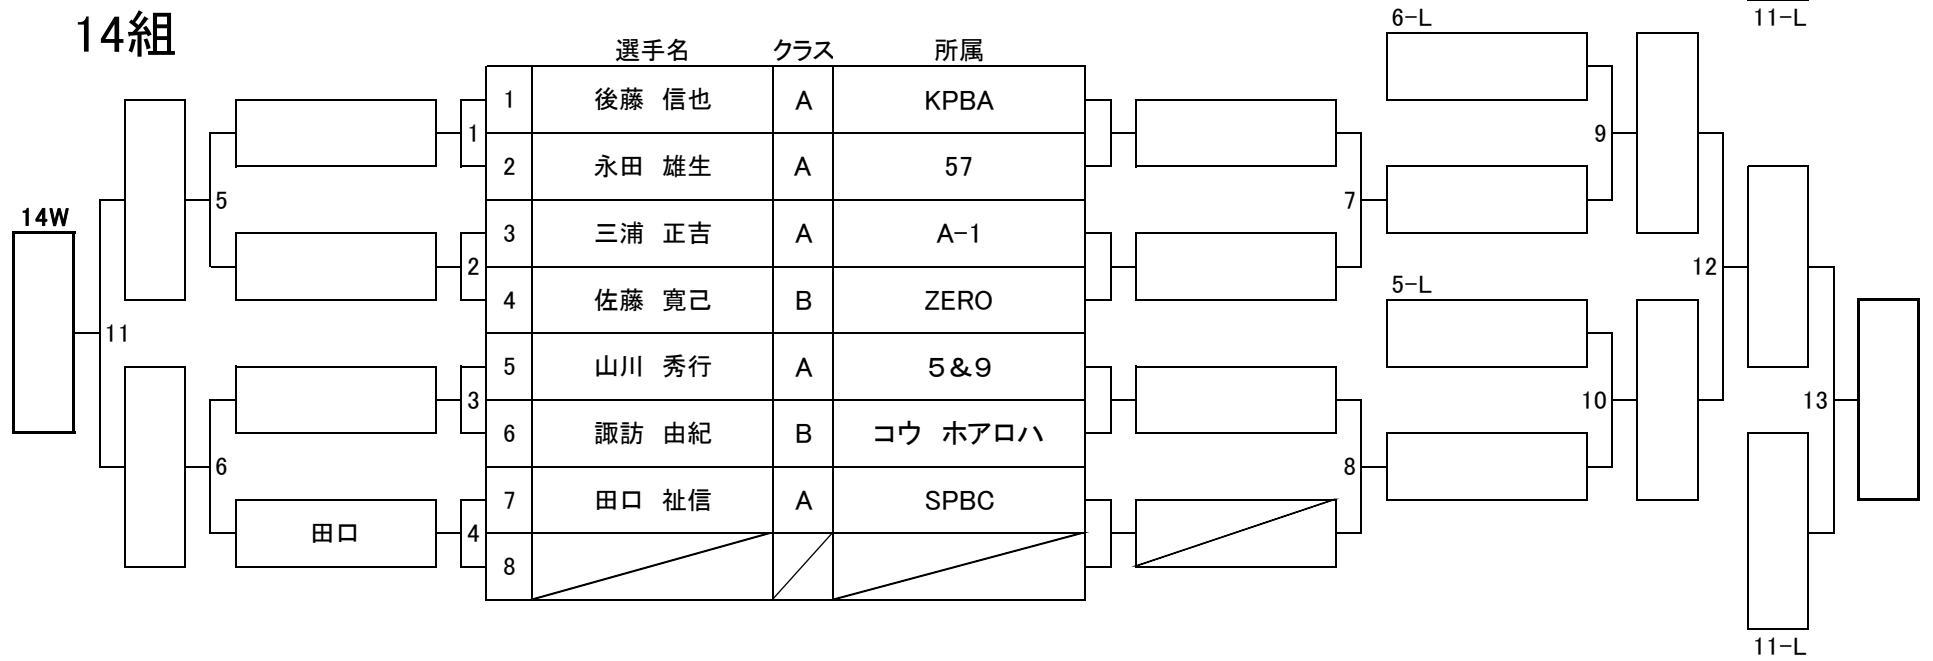 11-L
14組
6-L
選手名 クラス 所属
1 後藤 信也 A KPBA
1
9
2 永田 雄生 A 57
5
7
14W
3 三浦 正吉 A A-1
2
12
5-L
4 佐藤 寛己 B ZERO
11
5 山川 秀行 A 5&9
3
10
13
6 諏訪 由紀 B コウ ホアロハ
6
8
7 田口 祉信 A SPBC
田口
4
8
11-L